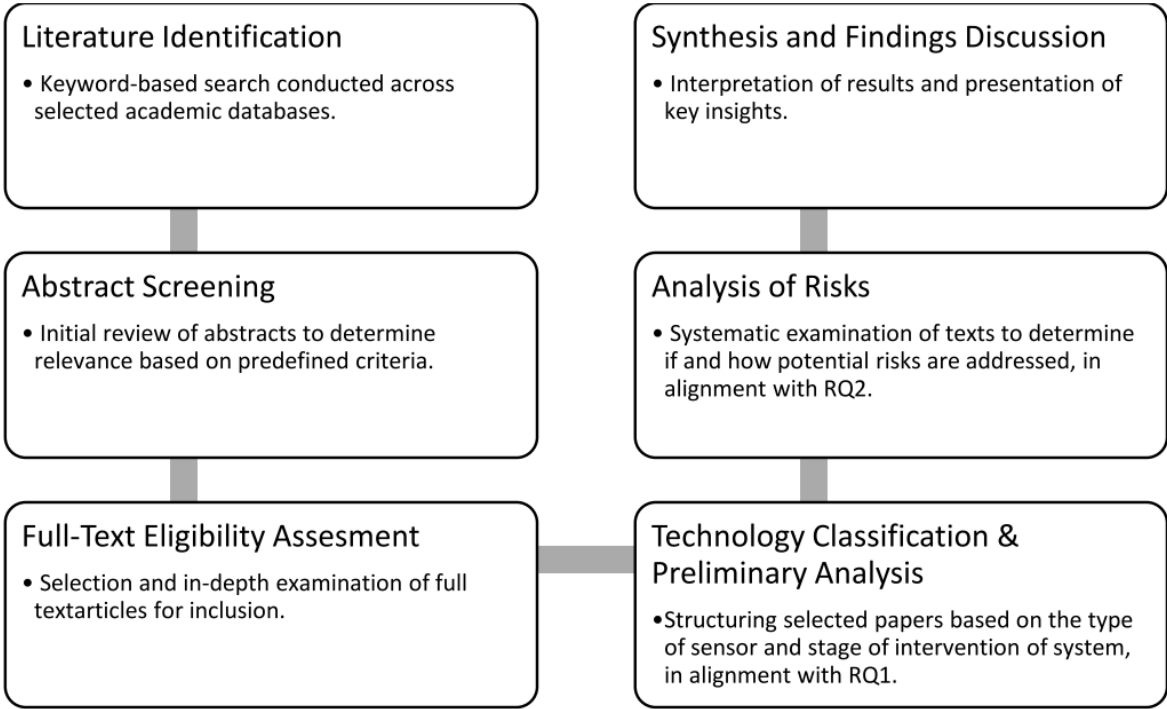 Literature Identification
• Keyword-based search conducted across
selected academic databases.
Abstract Screening
• Initial review of abstracts to determine
relevance based on predefined criteria.
Full-Text Eligibility Assesment
• Selection and in-depth examination of full
textarticles for inclusion.
Technology Classification &
Preliminary Analysis
•Structuring selected papers based on the type
of sensor and stage of intervention of system,
in alignment with RQ1.
Analysis of Risks
• Systematic examination of texts to determine
if and how potential risks are addressed, in
alignment with RQ2.
Synthesis and Findings Discussion
• Interpretation of results and presentation of
key insights.